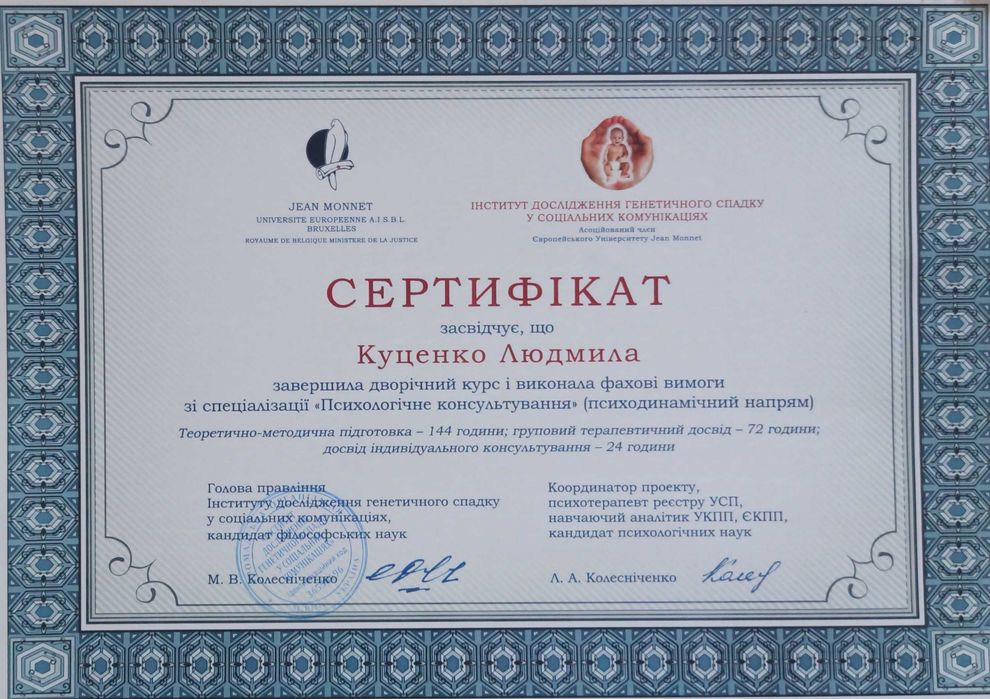 JEAN MONNET
UNIVERSITE EUROPEENNE A.I.S.B.L.
BRUXELLES
ROYAUME DE BELGIQUE MINISTERE DE LA JUSTICE
ІНСТИТУТ ДОСЛІДЖЕННЯ ГЕНЕТИЧНОГО СПАДКУ
У СОЦІАЛЬНИХ КОМУНІКАЦІЯХ
Асоційований член
Європейського Університету Jean Monnet
СЕРТИФІКАТ
засвідчує, що
Куценко Людмила
завершила дворічний курс і виконала фахові вимоги
зі спеціалізації «Психологічне консультування» (психодинамічний напрям)
Теоретично-методична підготовка – 144 години; груповий терапевтичний досвід – 72 години;
досвід індивідуального консультування – 24 години
Голова правління
Інституту дослідження генетичного спадку
у соціальних комунікаціях,
кандидат філософських наук
М. В. Колесніченко
Координатор проекту,
психотерапевт реєстру УСП,
навчаючий аналітик УКПП, ЄКПП,
кандидат психологічних наук
Л. А. Колесніченко